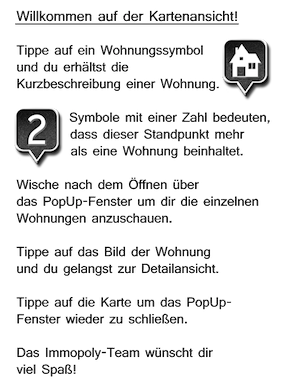 Willkommen auf der Kartenansicht!
Tippe auf ein Wohnungssymbol
und du erhältst die
Kurzbeschreibung einer Wohnung.
2
Symbole mit einer Zahl bedeuten,
dass dieser Standpunkt mehr
als eine Wohnung beinhaltet.
Wische nach dem Öffnen über
das PopUp-Fenster um dir die einzelnen
Wohnungen anzuschauen.
Tippe auf das Bild der Wohnung
und du gelangst zur Detailansicht.
Tippe auf die Karte um das PopUp-
Fenster wieder zu schließen.
Das Immopoly-Team wünscht dir
viel Spaß!